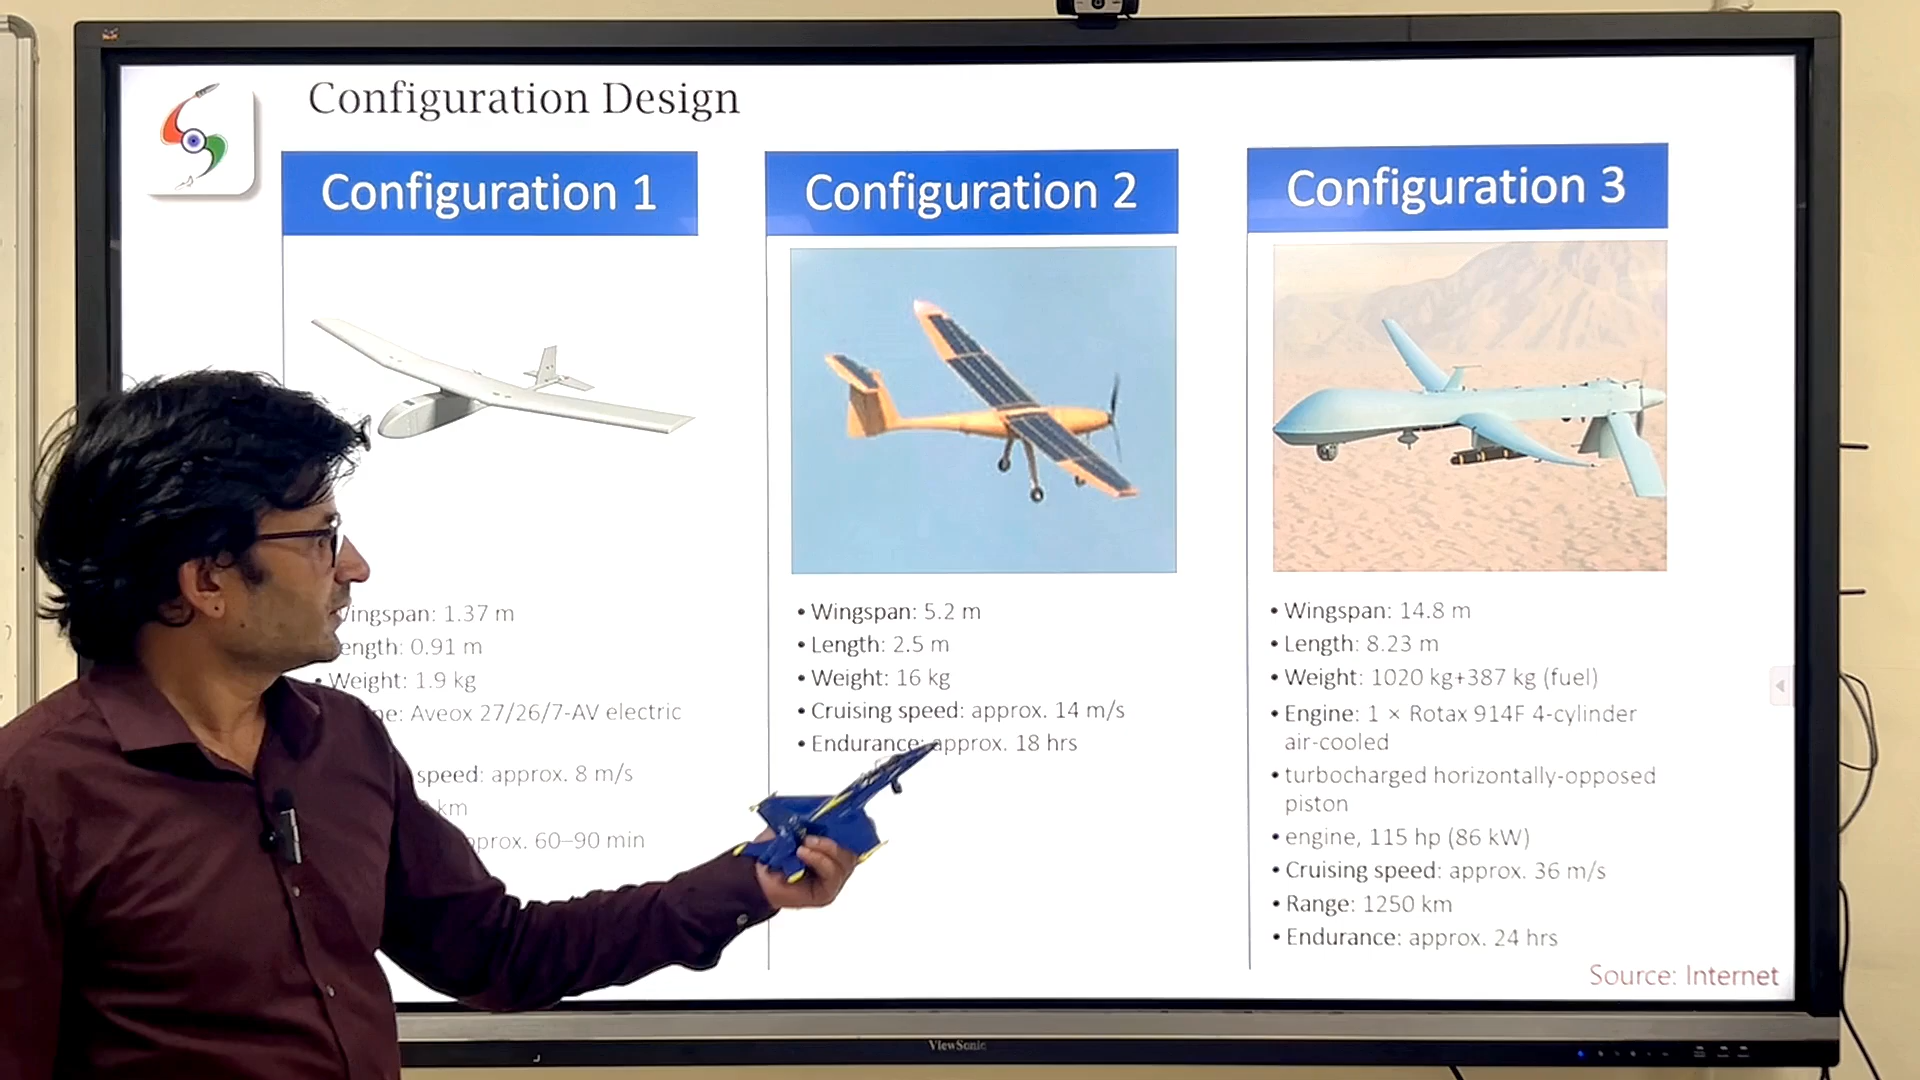 Configuration Design
Configuration 1
Wingspan: 1.37 m
Length: 0.91 m
• Weight: 1.9 kg
Aveox 27/26/7-AV electric
speed: approx. 8 m/s
km
approx. 60–90 min
Configuration 2
• Wingspan: 5.2 m
• Length: 2.5 m
• Weight: 16 kg
• Cruising speed: approx. 14 m/s
• Endurance: approx. 18 hrs
Configuration 3
• Wingspan: 14.8 m
• Length: 8.23 m
• Weight: 1020 kg+387 kg (fuel)
• Engine: 1 × Rotax 914F 4-cylinder
air-cooled
• turbocharged horizontally-opposed
piston
• engine, 115 hp (86 kW)
• Cruising speed: approx. 36 m/s
• Range: 1250 km
• Endurance: approx. 24 hrs
Source: Internet
ViewSonic